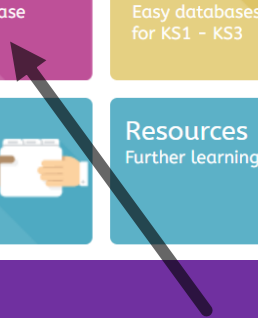 ase
Easy databases
for KS1 - KS3
Resources
Further learning